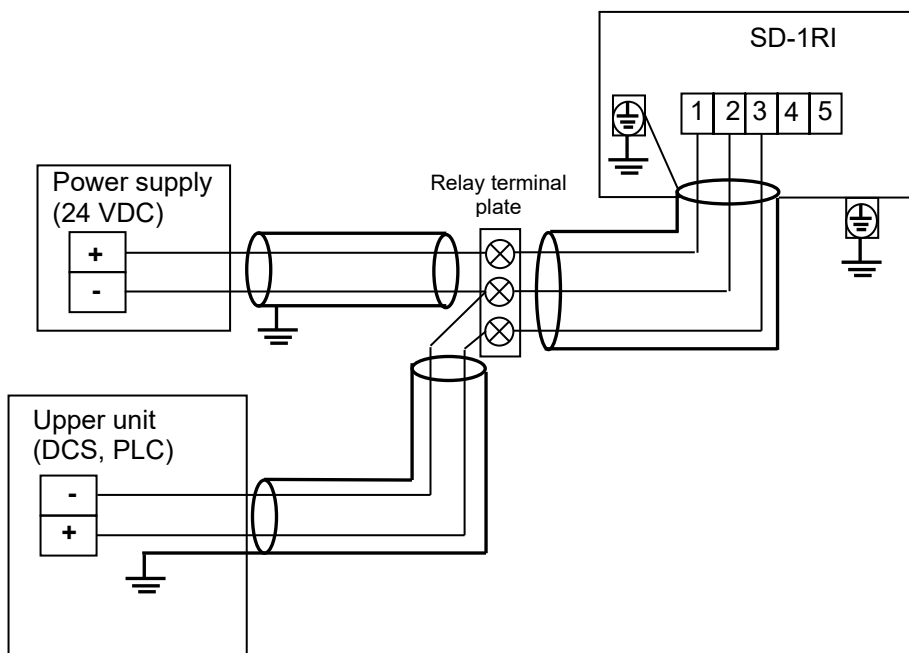 SD-1RI
1 2 3 4 5
Power supply
(24 VDC)
+
-
Relay terminal
plate
Upper unit
(DCS, PLC)
-
+